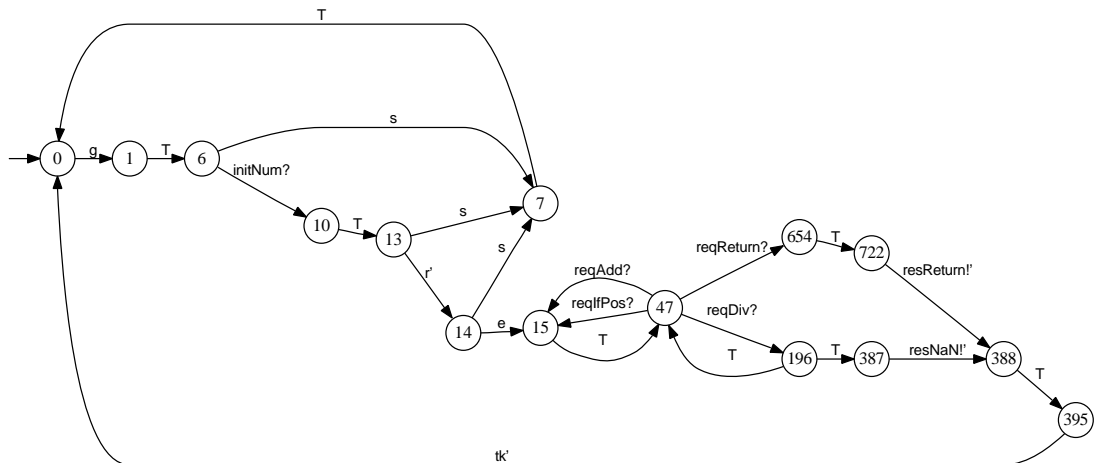 T
s
0
g
1
T
6
initNum?
7
10
T
13
s
r'
s
14
e
15
reqAdd?
reqIfPos?
T
47
reqReturn?
654
T
722
resReturn!'
reqDiv?
T
196
T
387
resNaN!'
388
T
395
tk'